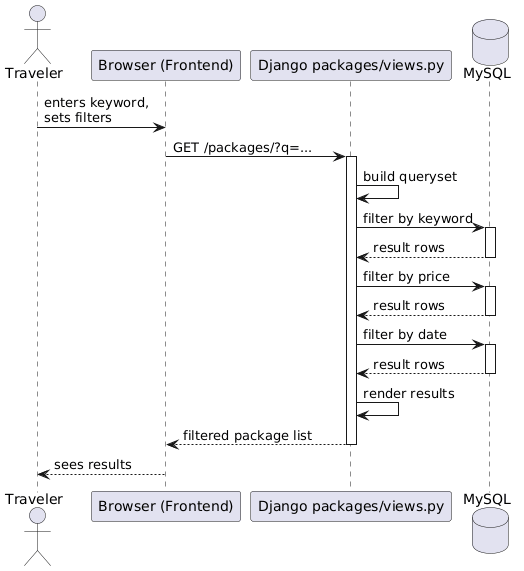 Traveler
Browser (Frontend)
Django packages/views.py
MySQL
enters keyword,
sets filters
GET /packages/?q=...
build queryset
filter by keyword
result rows
filter by price
result rows
filter by date
result rows
render results
filtered package list
sees results
Traveler
Browser (Frontend)
Django packages/views.py
MySQL